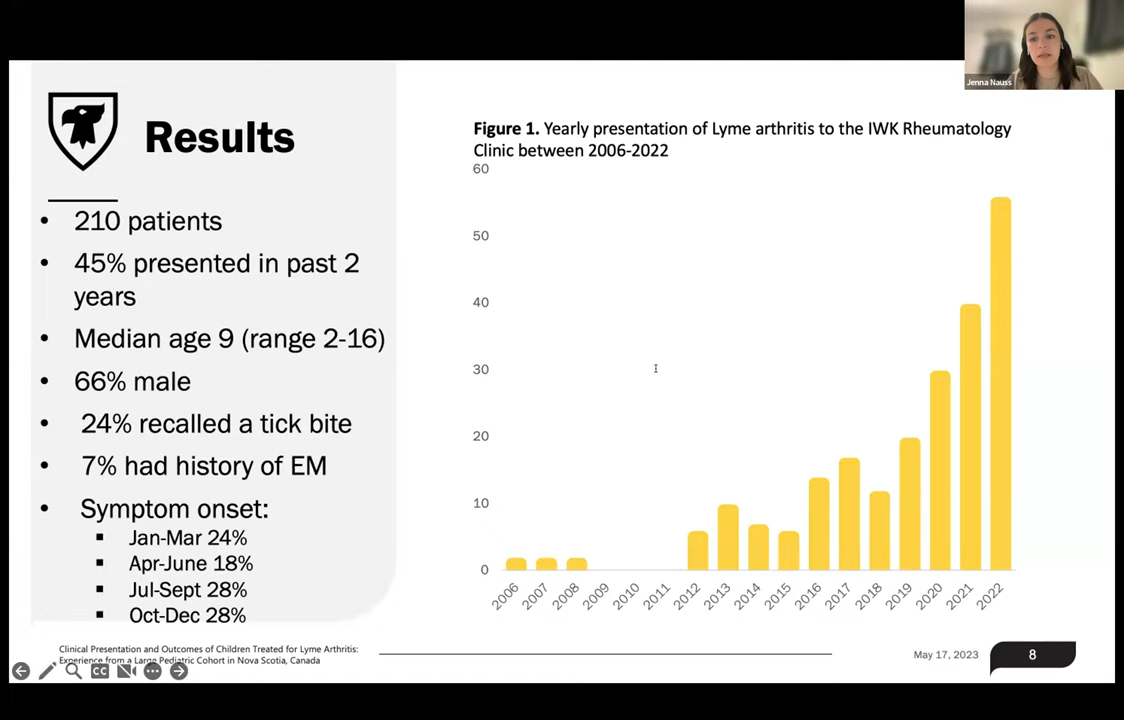 Jenna Nauss
Results
• 210 patients
• 45% presented in past 2
years
• Median age 9 (range 2-16)
• 66% male
• 24% recalled a tick bite
• 7% had history of EM
• Symptom onset:
▪ Jan-Mar 24%
▪ Apr-June 18%
▪ Jul-Sept 28%
▪ Oct-Dec 28%
Figure 1. Yearly presentation of Lyme arthritis to the IWK Rheumatology
Clinic between 2006-2022
60
50
40
30
20
10
0
2006 2007 2008 2009 2010 2011 2012 2013 2014 2015 2016 2017 2018 2019 2020 2021 2022
Clinical Presentation and Outcomes of Children Treated for Lyme Arthritis:
Experience from a Large Pediatric Cohort in Nova Scotia, Canada
CC
May 17, 2023
8